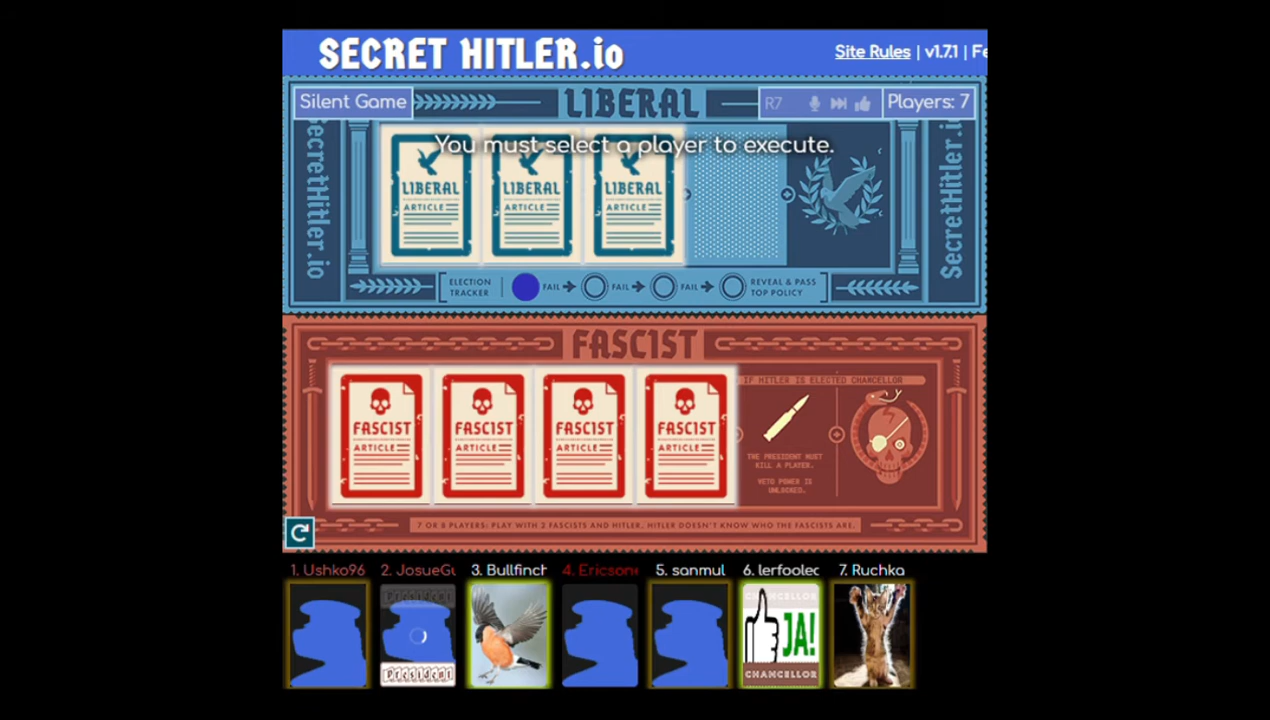 SECRET HITLER.io
Site Rules | v1.7.1 | Fe
Silent Game
LIBERAL
R7
Players: 7
You must select a player to execute.
SecretHitler.io
LIBERAL
ARTICLE
LIBERAL
ARTICLE
LIBERAL
ARTICLE
SecretHitler.io
ELECTION TRACKER
FAIL
FAIL
FAIL
REVEAL & PASS TOP POLICY
FASCIST
FASCIST
ARTICLE
FASCIST
ARTICLE
FASCIST
ARTICLE
FASCIST
ARTICLE
IF HITLER IS ELECTED CHANCELLOR
THE PRESIDENT MUST
KILL A PLAYER.
VETO POWER IS
UNLOCKED.
7 OR 8 PLAYERS: PLAY WITH 2 FASCISTS AND HITLER. HITLER DOESN'T KNOW WHO THE FASCISTS ARE.
1. Ushko96
2. JosueGu
3. Bullfinch
4. Ericson
5. sanmul
6. lerfooled
7. Ruchka
President
President
CHANCELLOR
JA!
CHANCELLOR